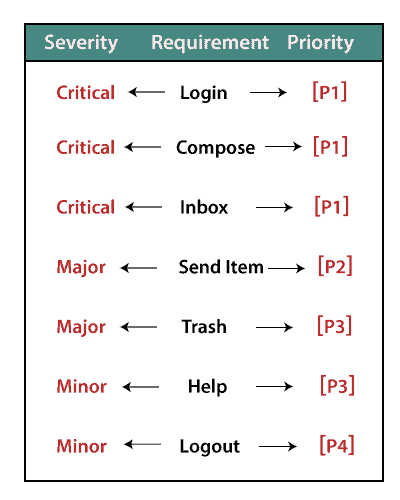 Severity Requirement Priority
Critical Login [P1]
Critical Compose [P1]
Critical Inbox [P1]
Major Send Item [P2]
Major Trash [P3]
Minor Help [P3]
Minor Logout [P4]